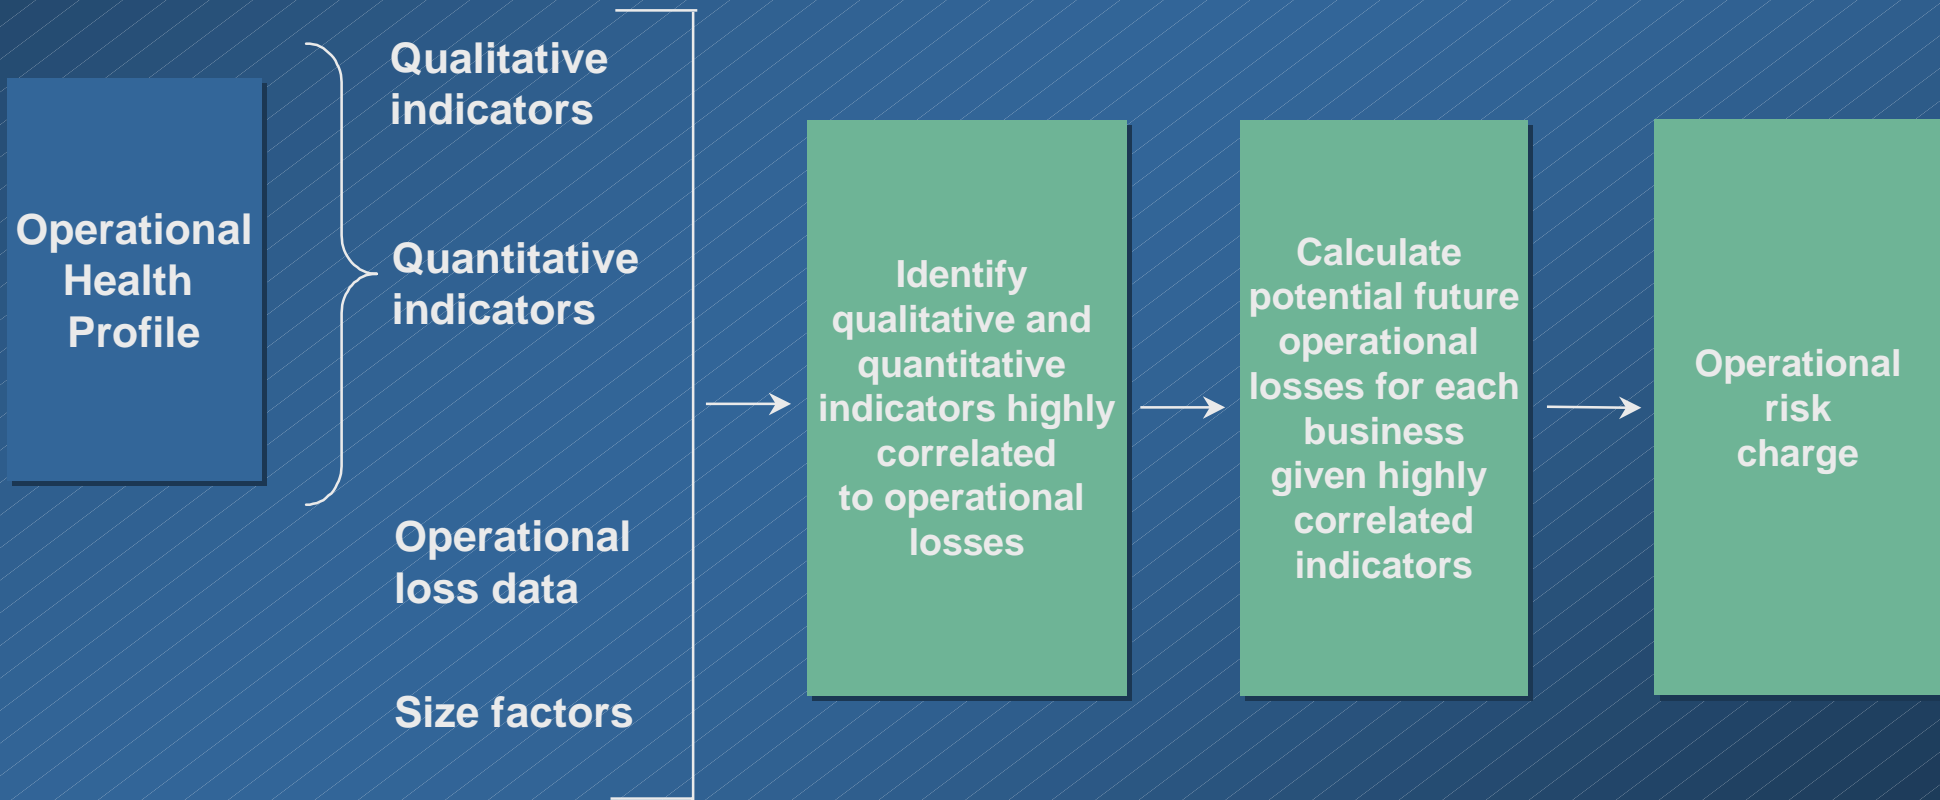 Operational
Health
Profile
Qualitative
indicators
Quantitative
indicators
Operational
loss data
Size factors
Identify
qualitative and
quantitative
indicators highly
correlated
to operational
losses
Calculate
potential future
operational
losses for each
business
given highly
correlated
indicators
Operational
risk
charge